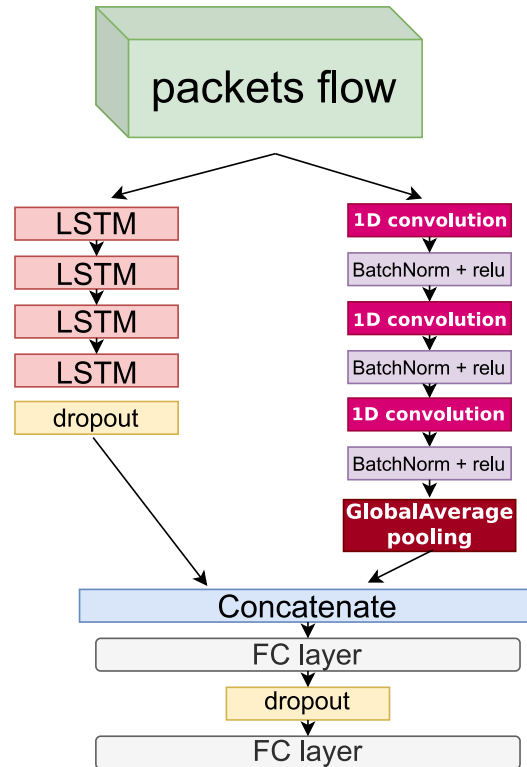 packets flow
LSTM
LSTM
LSTM
LSTM
dropout
1D convolution
BatchNorm + relu
1D convolution
BatchNorm + relu
1D convolution
BatchNorm + relu
GlobalAverage
pooling
Concatenate
FC layer
dropout
FC layer